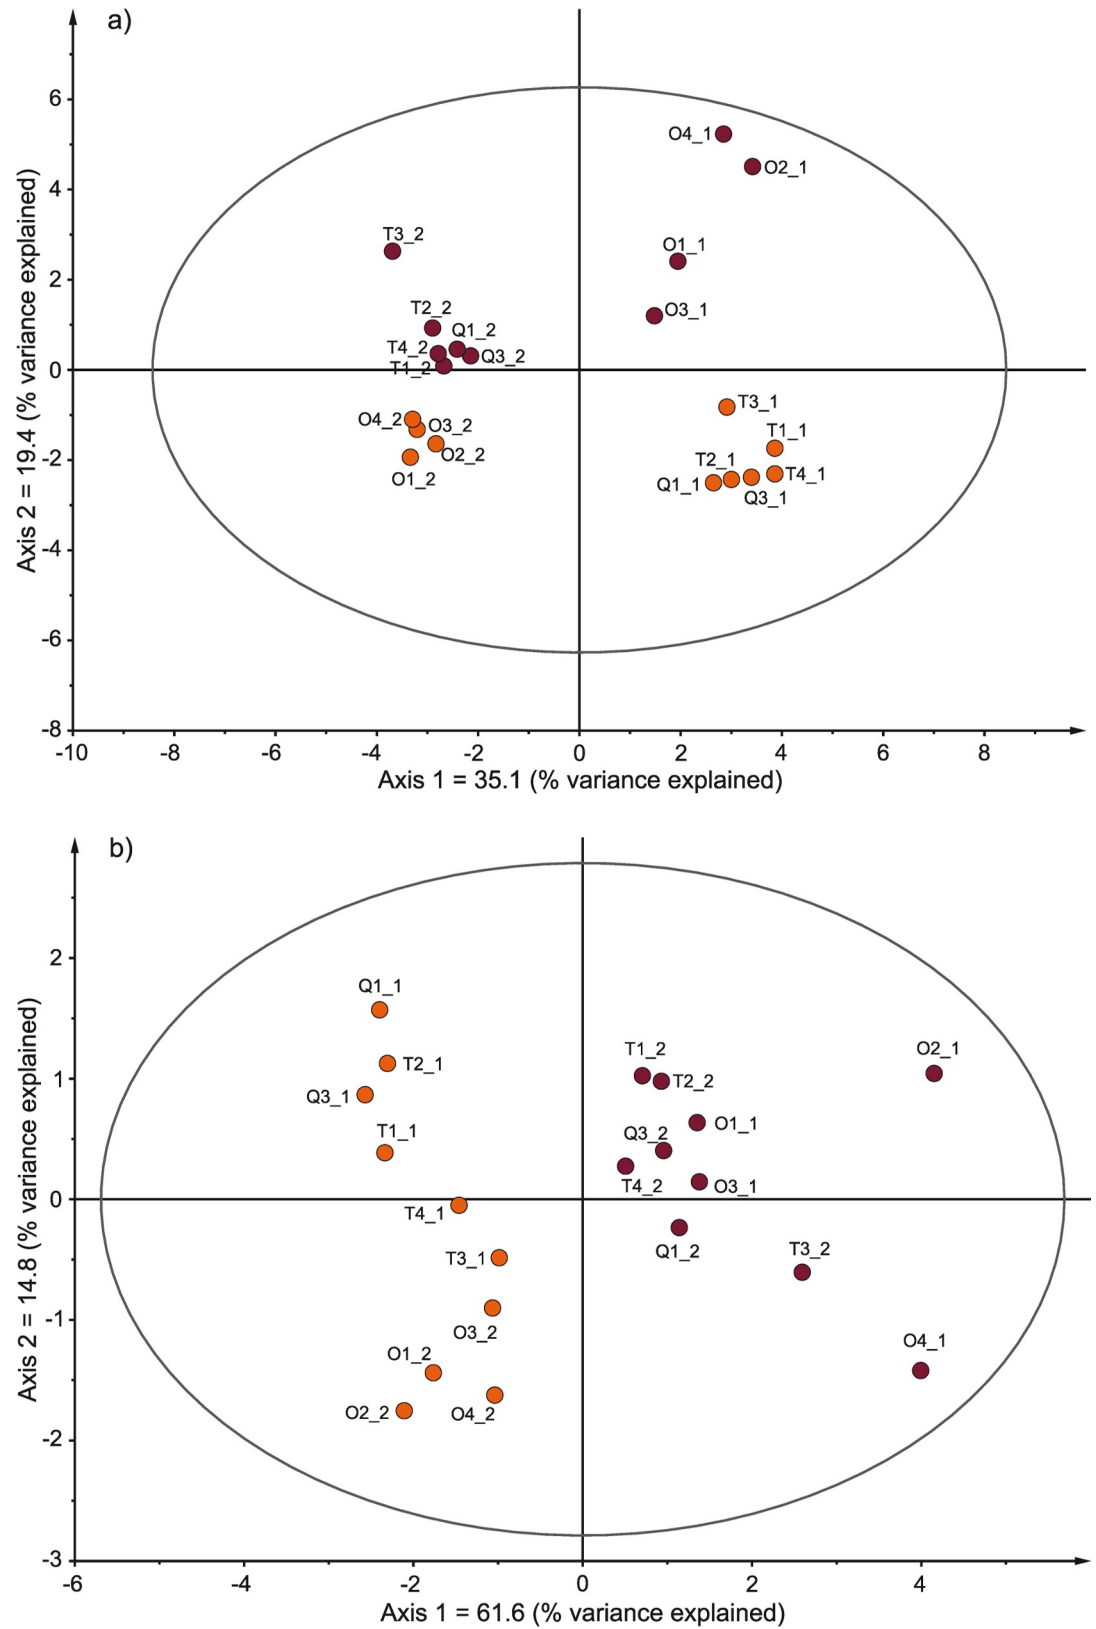 a)
6
O4_1
O2_1
4
T3_2
O1_1
2
T2_2
O3_1
Q1_2
T4_2
Q3_2
T1_2
0
T3_1
O4_2
O3_2
T1_1
O2_2
-2
T2_1
T4_1
O1_2
Q1_1
Q3_1
-4
-6
-8
Axis 2 = 19.4 (% variance explained)
-10 -8 -6 -4 -2 0 2 4 6 8
Axis 1 = 35.1 (% variance explained)
b)
2
Q1_1
T1_2
O2_1
T2_1
T2_2
1
Q3_1
O1_1
T1_1
Q3_2
T4_2
O3_1
0
T4_1
Q1_2
T3_2
T3_1
-1
O3_2
O4_1
O1_2
O2_2
O4_2
-2
-3
Axis 2 = 14.8 (% variance explained)
-6 -4 -2 0 2 4
Axis 1 = 61.6 (% variance explained)